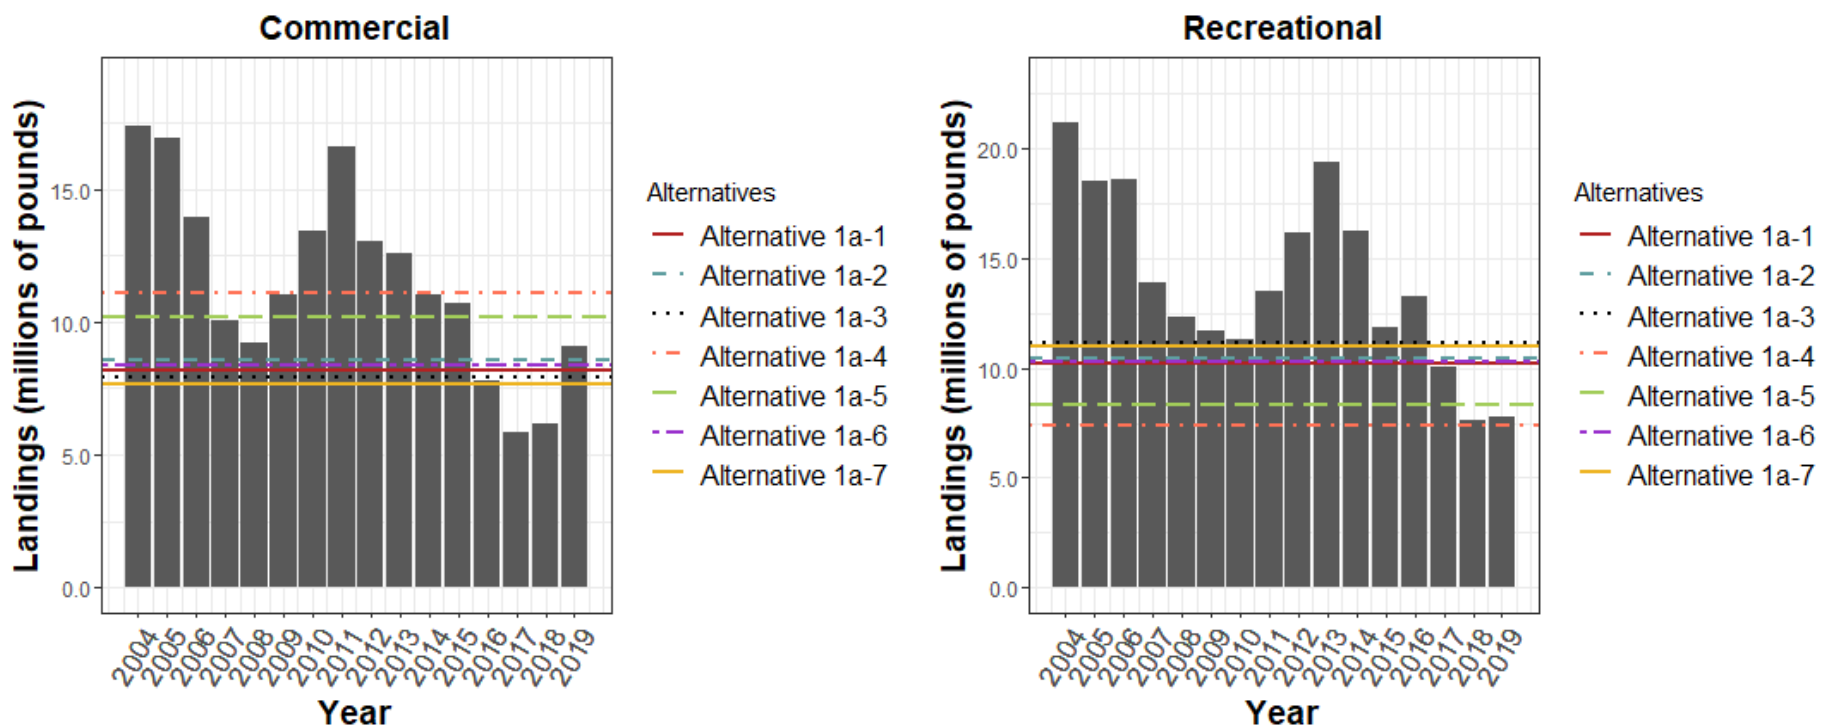 Commercial
Landings (millions of pounds)
15.0
10.0
5.0
0.0
2004
2005
2006
2007
2008
2009
2010
2011
2012
2013
2014
2015
2016
2017
2018
2019
Year
Alternatives
Alternative 1a-1
Alternative 1a-2
Alternative 1a-3
Alternative 1a-4
Alternative 1a-5
Alternative 1a-6
Alternative 1a-7
Recreational
Landings (millions of pounds)
20.0
15.0
10.0
5.0
0.0
2004
2005
2006
2007
2008
2009
2010
2011
2012
2013
2014
2015
2016
2017
2018
2019
Year
Alternatives
Alternative 1a-1
Alternative 1a-2
Alternative 1a-3
Alternative 1a-4
Alternative 1a-5
Alternative 1a-6
Alternative 1a-7